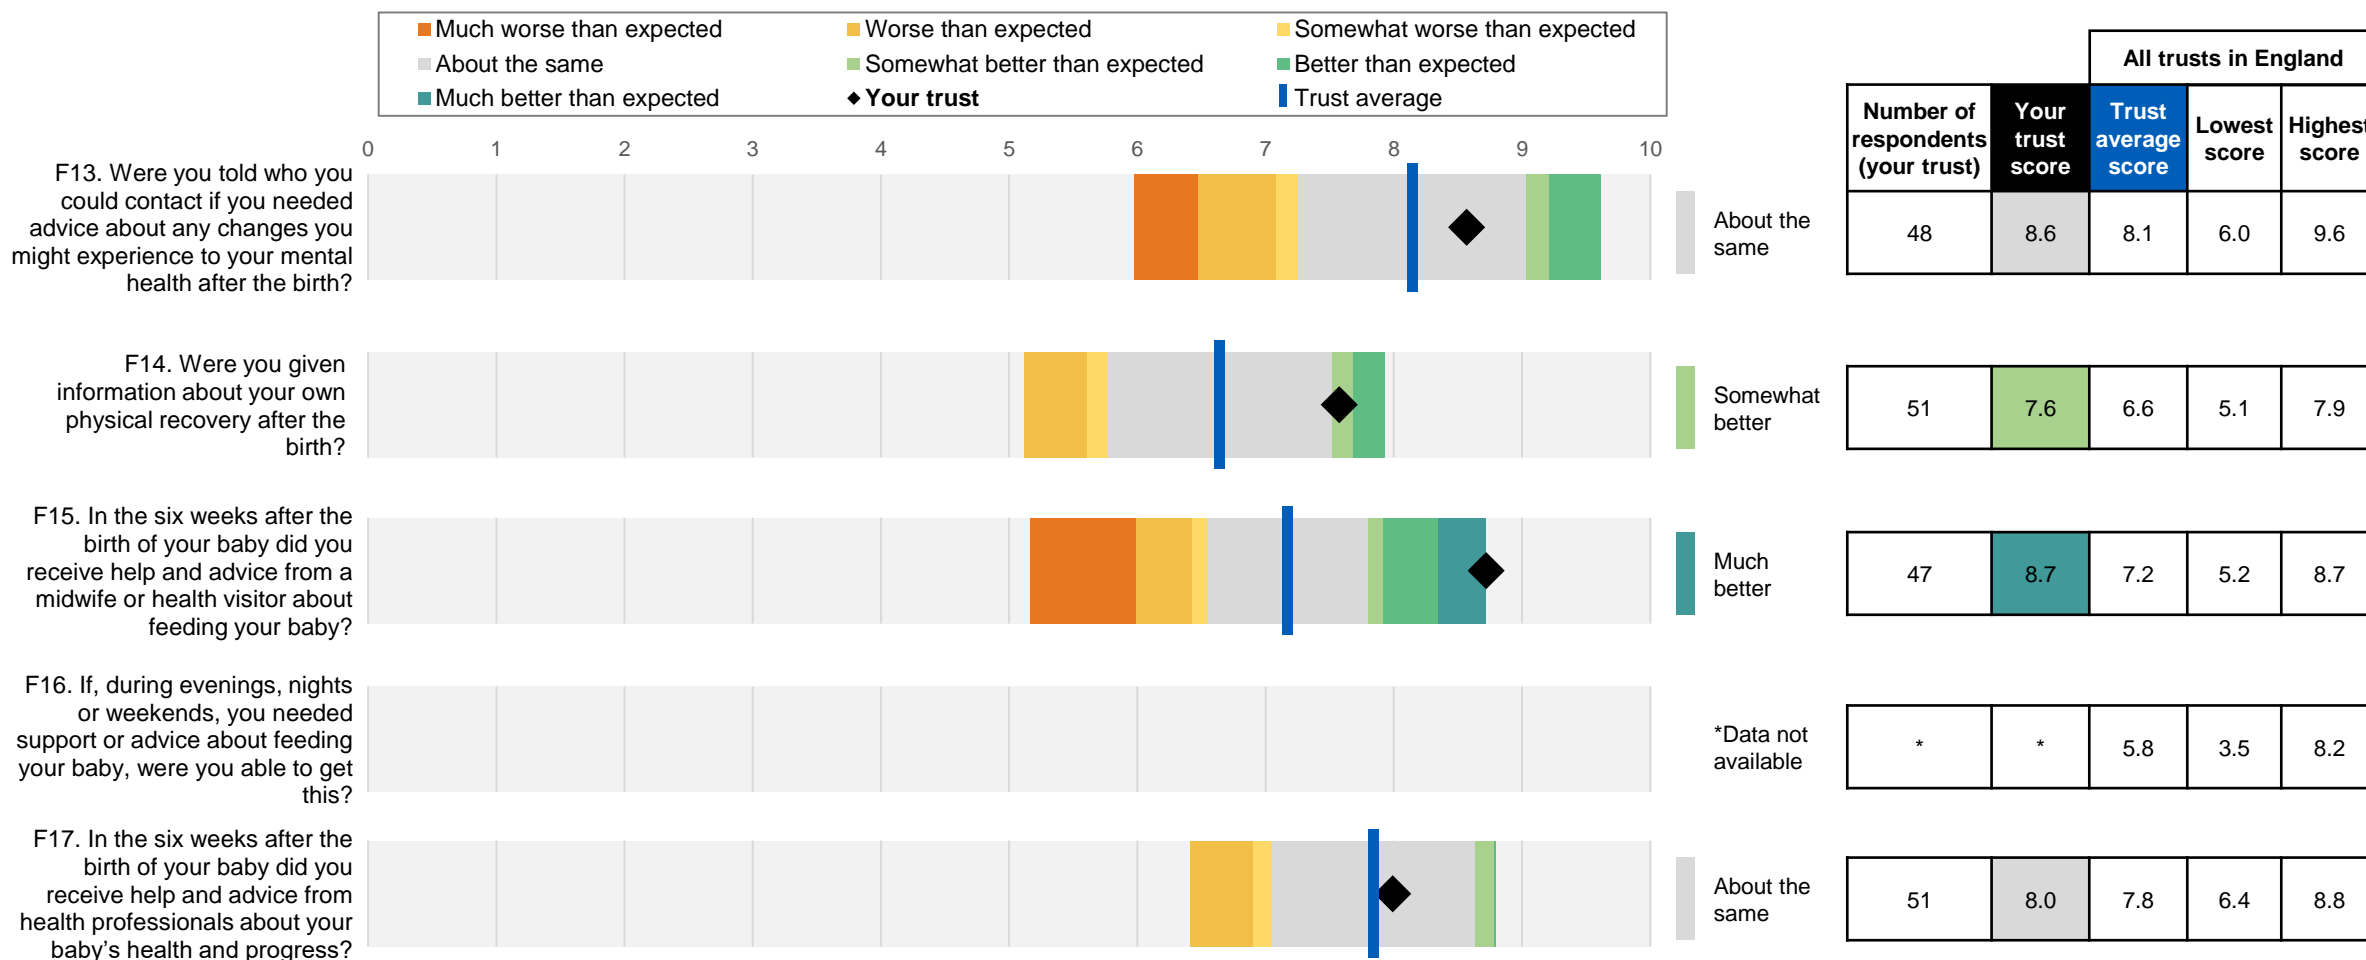 Much worse than expected
Worse than expected
Somewhat worse than expected
About the same
Somewhat better than expected
Better than expected
Much better than expected
Your trust
Trust average
All trusts in England
Number of
respondents
(your trust)
Your
trust
score
Trust
average
score
Lowest
score
Highest
score
0 1 2 3 4 5 6 7 8 9 10
F13. Were you told who you
could contact if you needed
advice about any changes you
might experience to your mental
health after the birth?
About the
same
48 8.6 8.1 6.0 9.6
F14. Were you given
information about your own
physical recovery after the
birth?
Somewhat
better
51 7.6 6.6 5.1 7.9
F15. In the six weeks after the
birth of your baby did you
receive help and advice from a
midwife or health visitor about
feeding your baby?
Much
better
47 8.7 7.2 5.2 8.7
F16. If, during evenings, nights
or weekends, you needed
support or advice about feeding
your baby, were you able to get
this?
*Data not
available
* * 5.8 3.5 8.2
F17. In the six weeks after the
birth of your baby did you
receive help and advice from
health professionals about your
baby’s health and progress?
About the
same
51 8.0 7.8 6.4 8.8